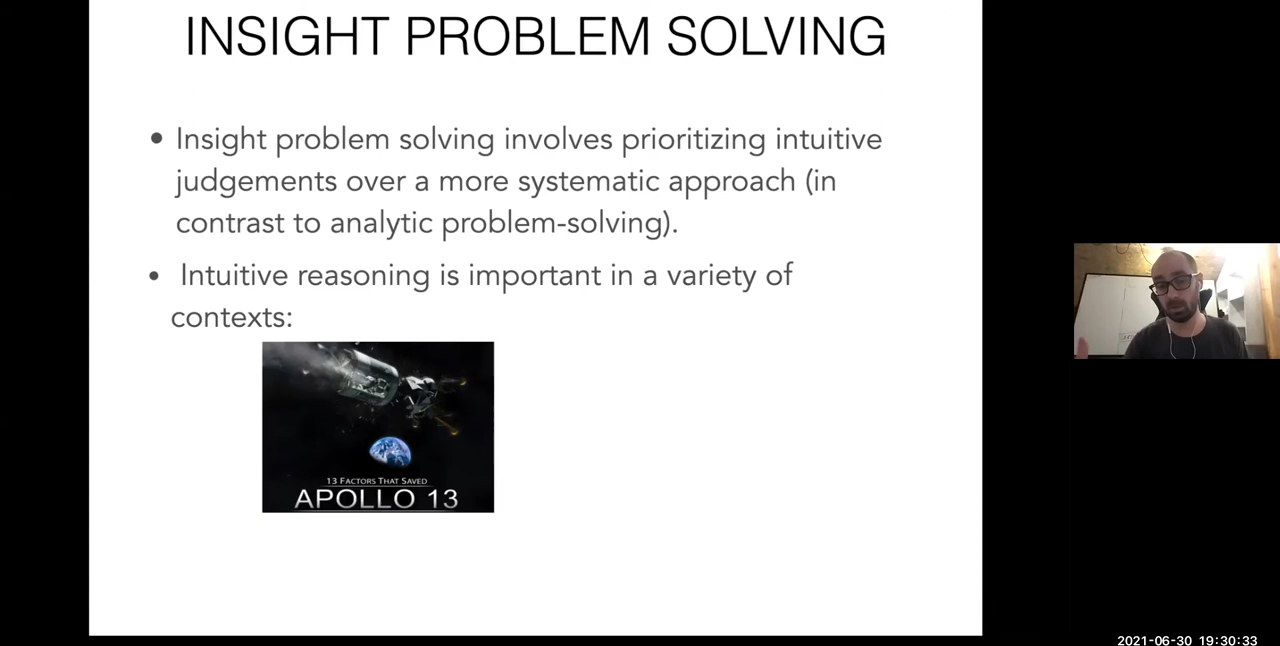 INSIGHT PROBLEM SOLVING
• Insight problem solving involves prioritizing intuitive
judgements over a more systematic approach (in
contrast to analytic problem-solving).
• Intuitive reasoning is important in a variety of
contexts:
13 FACTORS THAT SAVED
APOLLO 13
2021-06-30 19:30:33